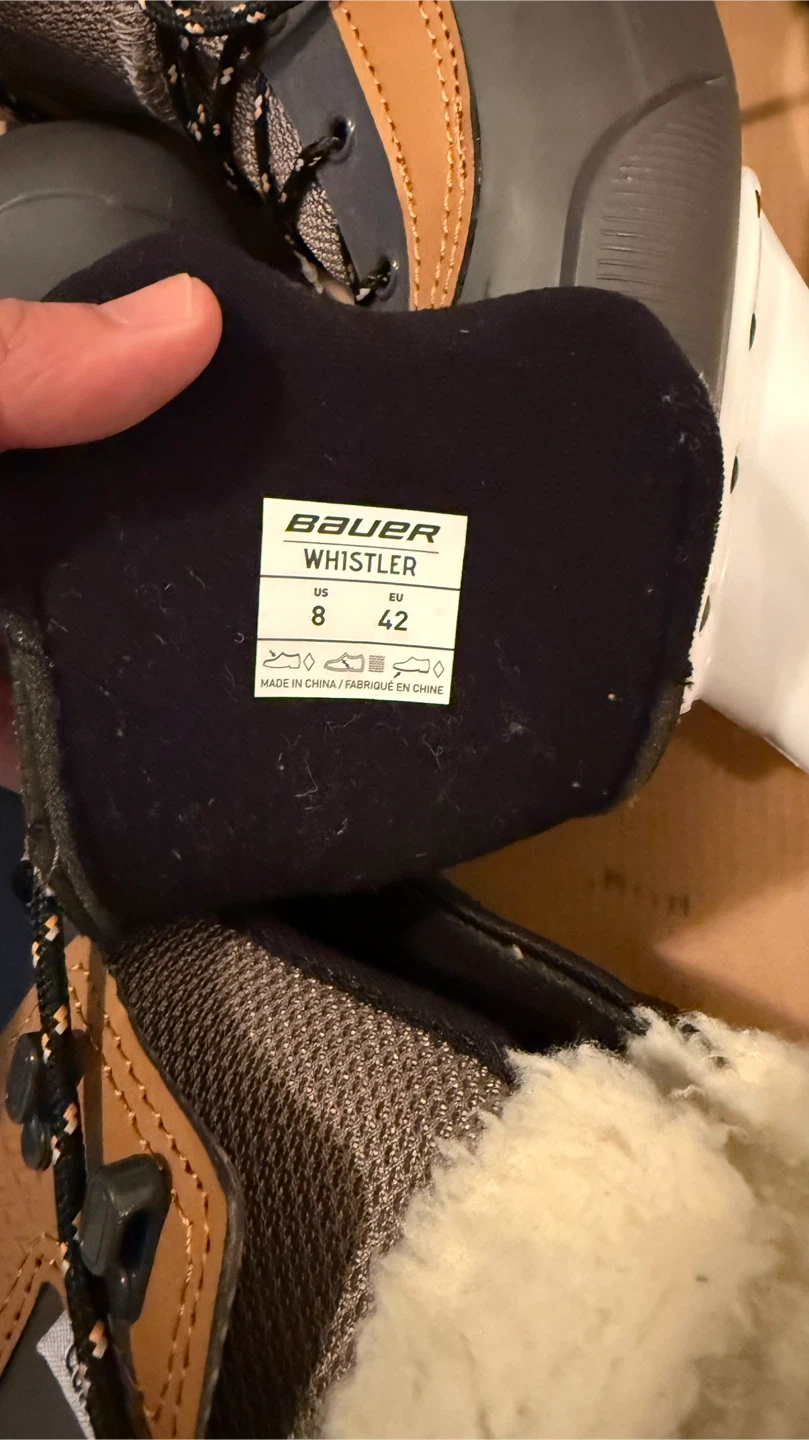 BAUER
WH1STLER
US EU
8 42
MADE IN CHINA / FABRIQUÉ EN CHINE